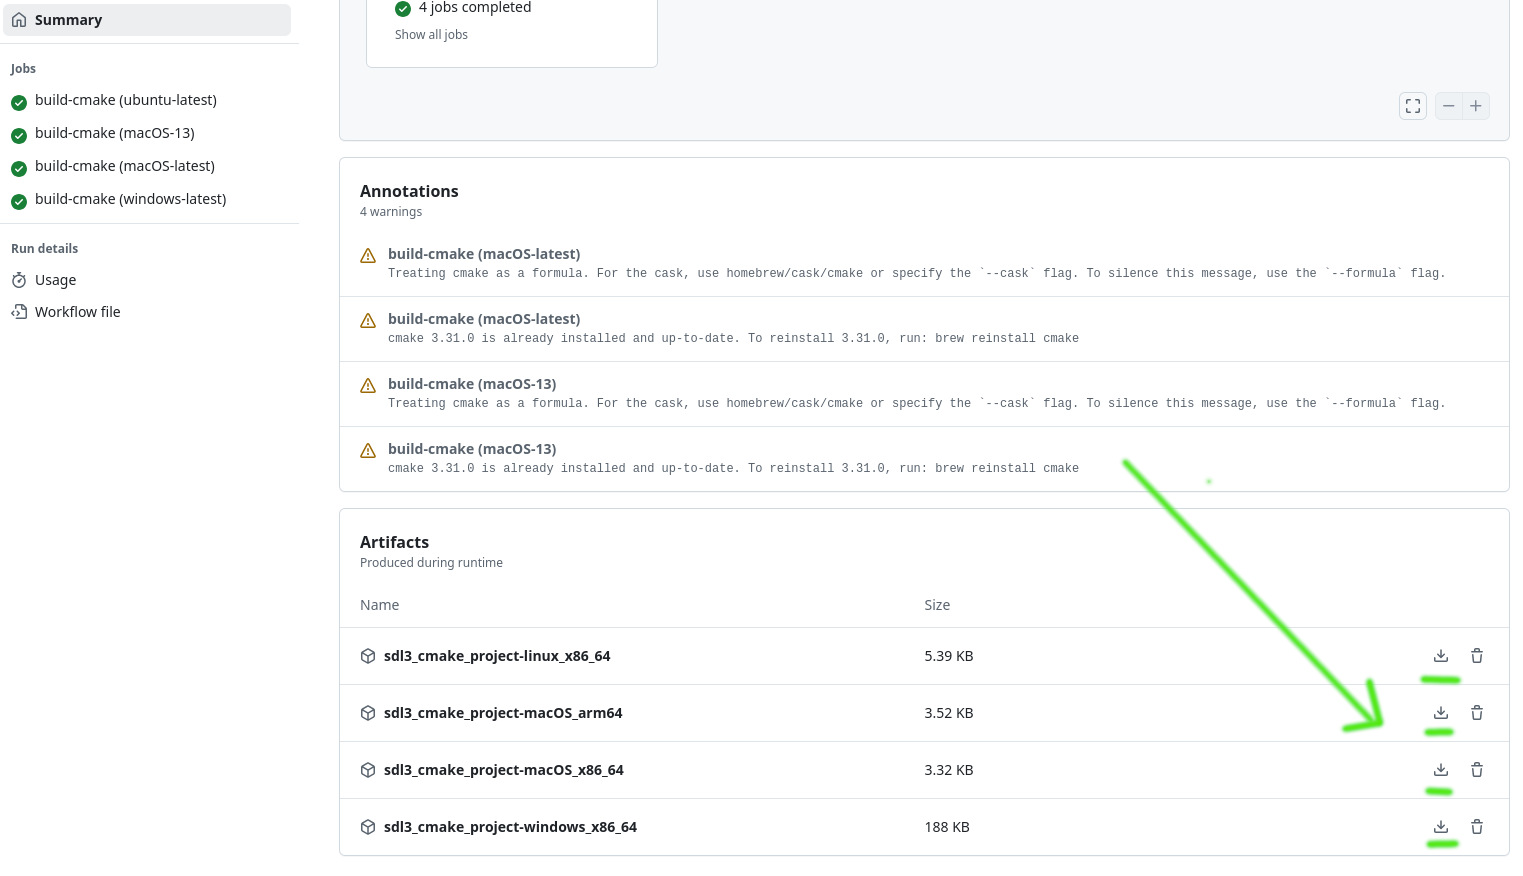 Summary
Jobs
build-cmake (ubuntu-latest)
build-cmake (macOS-13)
build-cmake (macOS-latest)
build-cmake (windows-latest)
Run details
Usage
Workflow file
4 jobs completed
Show all jobs
Annotations
4 warnings
build-cmake (macOS-latest)
Treating cmake as a formula. For the cask, use homebrew/cask/cmake or specify the `--cask` flag. To silence this message, use the `--formula` flag.
build-cmake (macOS-latest)
cmake 3.31.0 is already installed and up-to-date. To reinstall 3.31.0, run: brew reinstall cmake
build-cmake (macOS-13)
Treating cmake as a formula. For the cask, use homebrew/cask/cmake or specify the `--cask` flag. To silence this message, use the `--formula` flag.
build-cmake (macOS-13)
cmake 3.31.0 is already installed and up-to-date. To reinstall 3.31.0, run: brew reinstall cmake
Artifacts
Produced during runtime
Name Size
sdl3_cmake_project-linux_x86_64 5.39 KB
sdl3_cmake_project-macOS_arm64 3.52 KB
sdl3_cmake_project-macOS_x86_64 3.32 KB
sdl3_cmake_project-windows_x86_64 188 KB